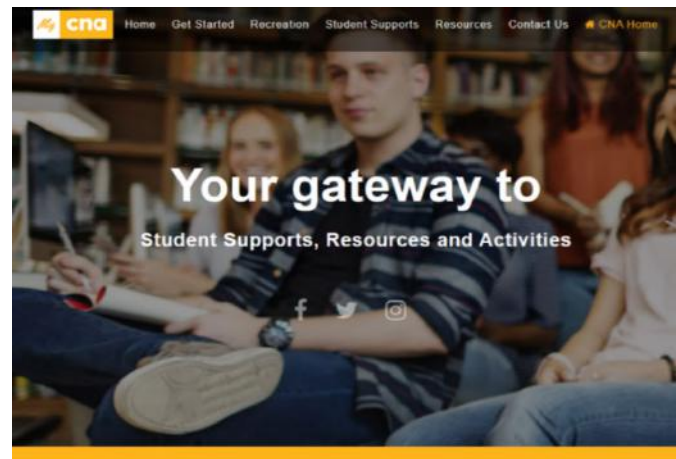 My cna Home Get Started Recreation Student Supports Resources Contact Us CNA Home
Your gateway to
Student Supports, Resources and Activities